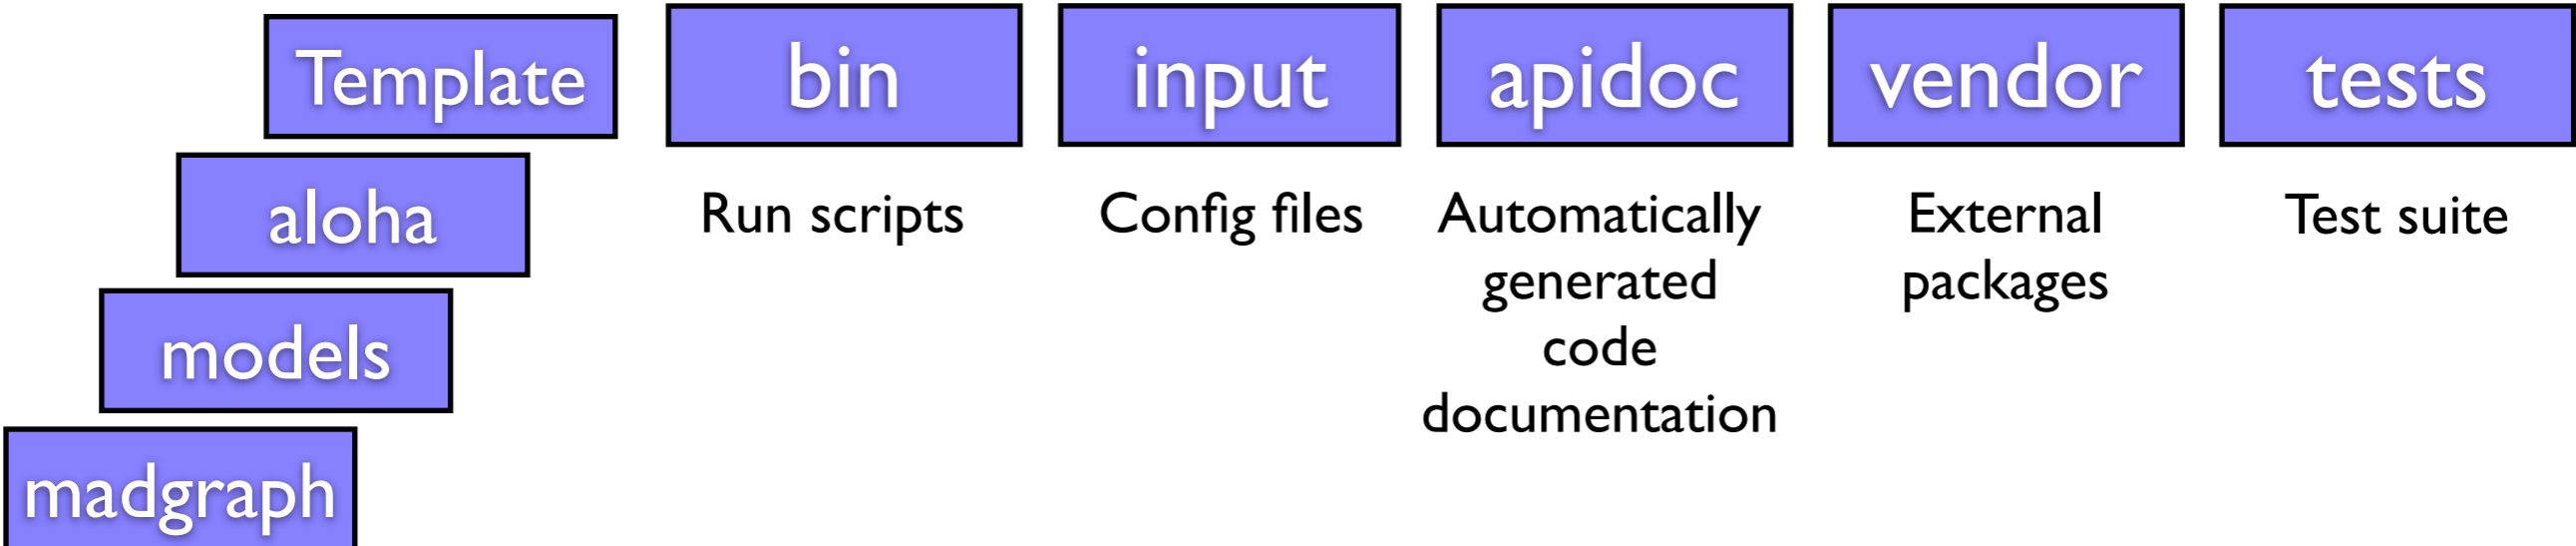 Template
bin
input
apidoc
vendor
tests
aloha
models
madgraph
Run scripts
Config files
Automatically
generated
code
documentation
External
packages
Test suite